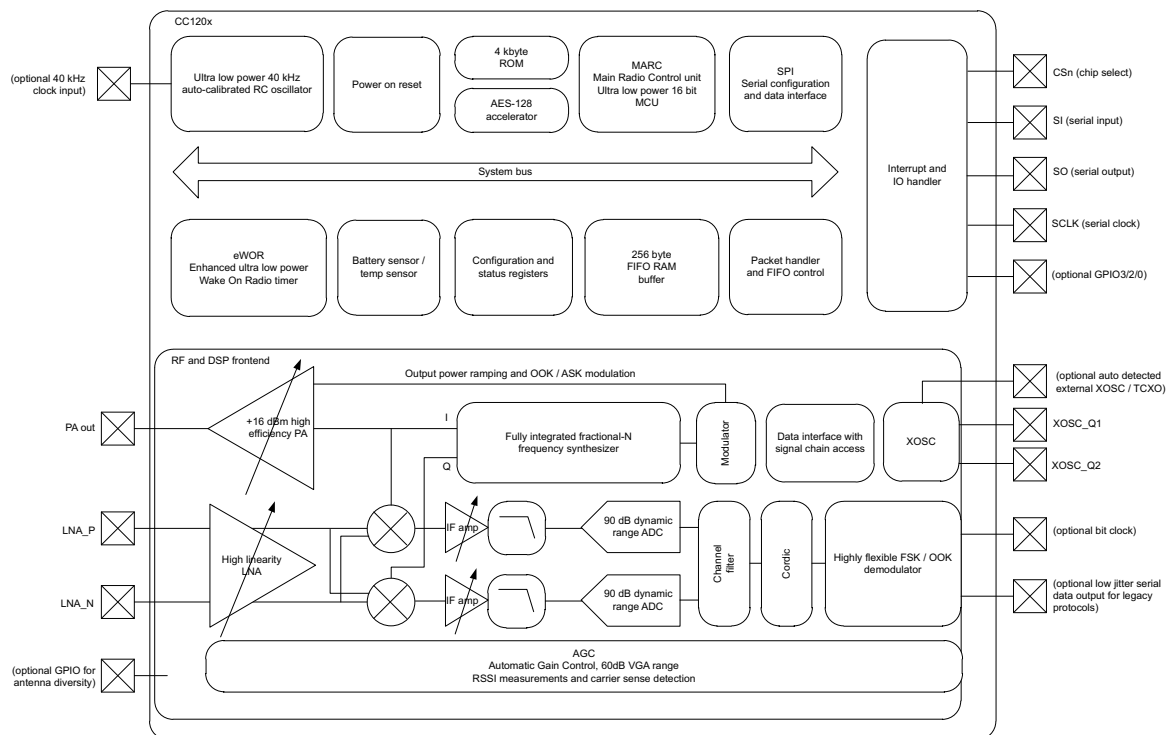 CC120x
(optional 40 kHz
clock input)
Ultra low power 40 kHz
auto-calibrated RC oscillator
Power on reset
4 kbyte
ROM
AES-128
accelerator
MARC
Main Radio Control unit
Ultra low power 16 bit
MCU
SPI
Serial configuration
and data interface
Interrupt and
IO handler
CSn (chip select)
SI (serial input)
SO (serial output)
SCLK (serial clock)
(optional GPIO3/2/0)
System bus
eWOR
Enhanced ultra low power
Wake On Radio timer
Battery sensor /
temp sensor
Configuration and
status registers
256 byte
FIFO RAM
buffer
Packet handler
and FIFO control
RF and DSP frontend
Output power ramping and OOK / ASK modulation
PA out
+16 dBm high
efficiency PA
I
Q
Fully integrated fractional-N
frequency synthesizer
Modulator
Data interface with
signal chain access
XOSC
(optional auto detected
external XOSC / TCXO)
XOSC_Q1
XOSC_Q2
LNA_P
LNA_N
High linearity
LNA
IF amp
90 dB dynamic
range ADC
IF amp
90 dB dynamic
range ADC
Channel
filter
Cordic
Highly flexible FSK / OOK
demodulator
(optional bit clock)
(optional low jitter serial
data output for legacy
protocols)
(optional GPIO for
antenna diversity)
AGC
Automatic Gain Control, 60dB VGA range
RSSI measurements and carrier sense detection